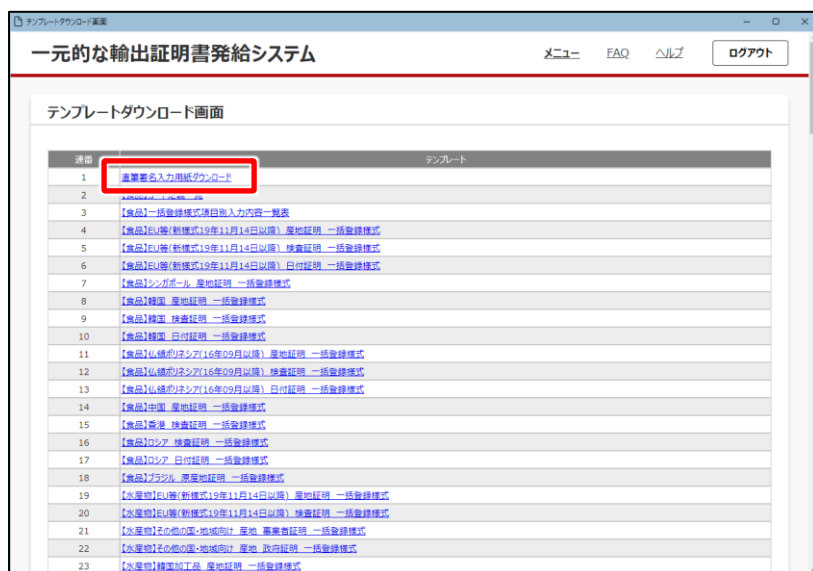 テンプレートダウンロード画面
一元的な輸出証明書発給システム
メニュー FAQ ヘルプ ログアウト
テンプレートダウンロード画面
連番 テンプレート
1 直筆署名入力用紙ダウンロード
2
3 【食品】一括登録様式項目別入力内容一覧表
4 【食品】EU等(新様式19年11月14日以降) 産地証明 一括登録様式
5 【食品】EU等(新様式19年11月14日以降) 検査証明 一括登録様式
6 【食品】EU等(新様式19年11月14日以降) 日付証明 一括登録様式
7 【食品】シンガポール 産地証明 一括登録様式
8 【食品】韓国 産地証明 一括登録様式
9 【食品】韓国 検査証明 一括登録様式
10 【食品】韓国 日付証明 一括登録様式
11 【食品】仏領ポリネシア(16年09月以降) 産地証明 一括登録様式
12 【食品】仏領ポリネシア(16年09月以降) 検査証明 一括登録様式
13 【食品】仏領ポリネシア(16年09月以降) 日付証明 一括登録様式
14 【食品】中国 産地証明 一括登録様式
15 【食品】香港 検査証明 一括登録様式
16 【食品】ロシア 検査証明 一括登録様式
17 【食品】ロシア 日付証明 一括登録様式
18 【食品】ブラジル 原産地証明 一括登録様式
19 【水産物】EU等(新様式19年11月14日以降) 産地証明 一括登録様式
20 【水産物】EU等(新様式19年11月14日以降) 検査証明 一括登録様式
21 【水産物】その他の国・地域向け 産地 事業者証明 一括登録様式
22 【水産物】その他の国・地域向け 産地 政府証明 一括登録様式
23 【水産物】韓国加工品 産地証明 一括登録様式